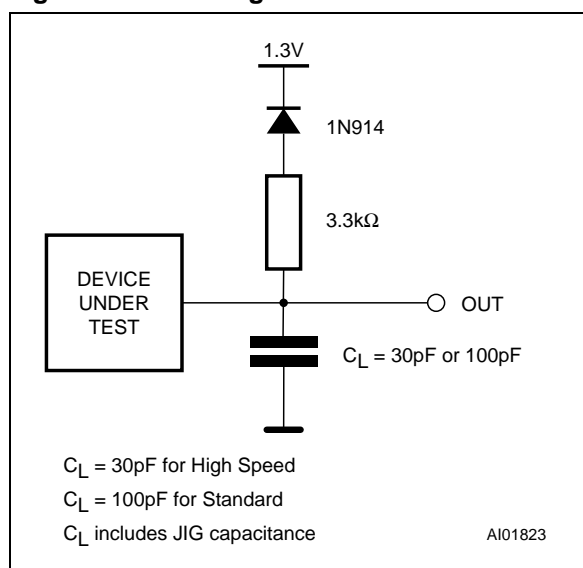 1.3V
1N914
3.3kΩ
DEVICE
UNDER
TEST
OUT
CL = 30pF or 100pF
CL = 30pF for High Speed
CL = 100pF for Standard
CL includes JIG capacitance
AI01823